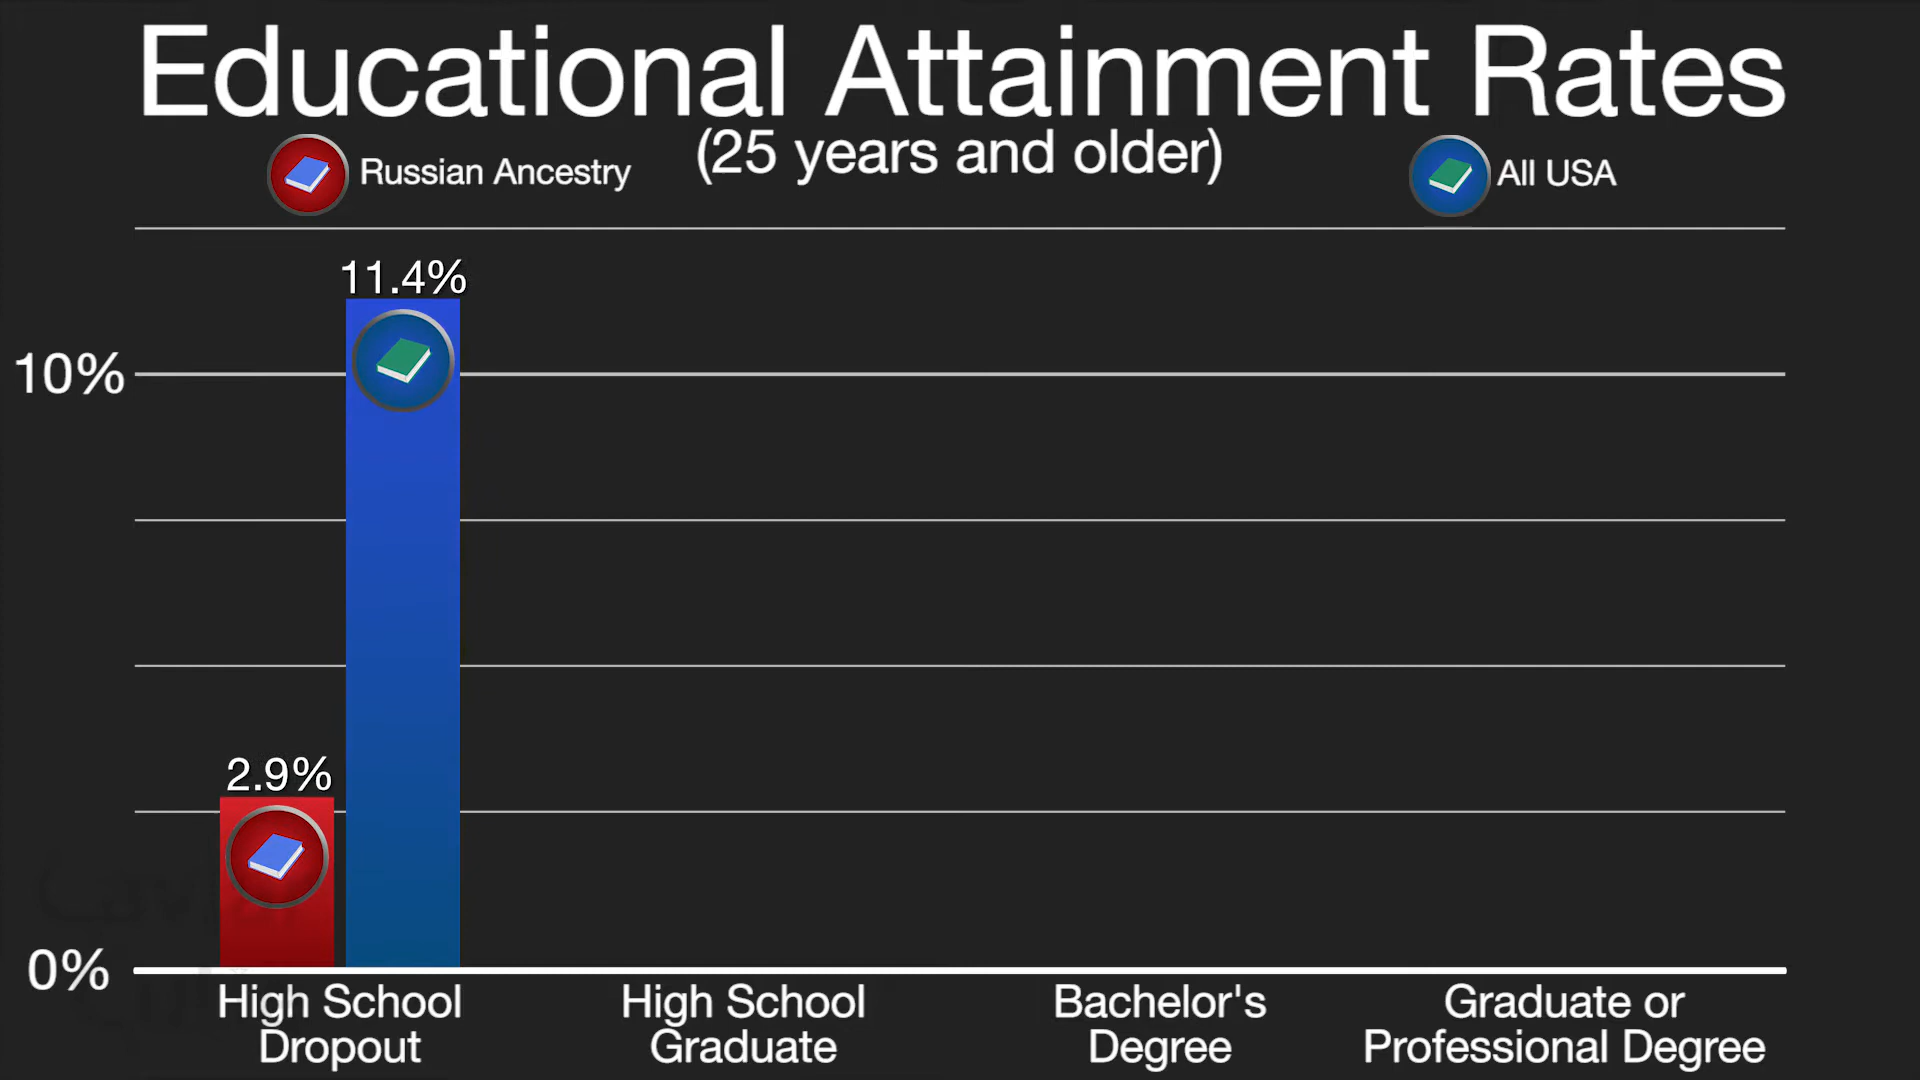 Educational Attainment Rates
(25 years and older)
Russian Ancestry
All USA
11.4%
10%
2.9%
0%
High School
Dropout
High School
Graduate
Bachelor's
Degree
Graduate or
Professional Degree